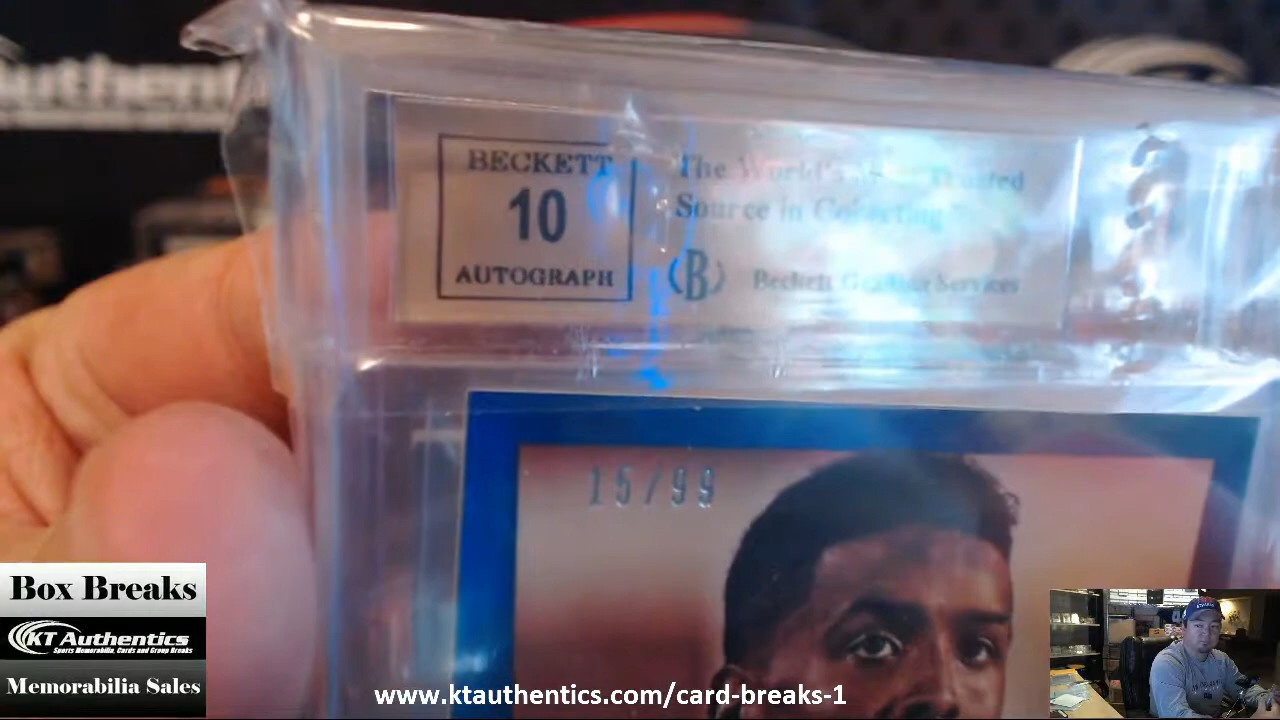 uthenti
BECKETT
10
AUTOGRAPH
The World's Most Trusted
Source in Collecting
(B) Beckett Grading Services
15/99
Box Breaks
KT Authentics
Sports Memorabilia, Cards and Group Breaks
Memorabilia Sales
www.ktauthentics.com/card-breaks-1